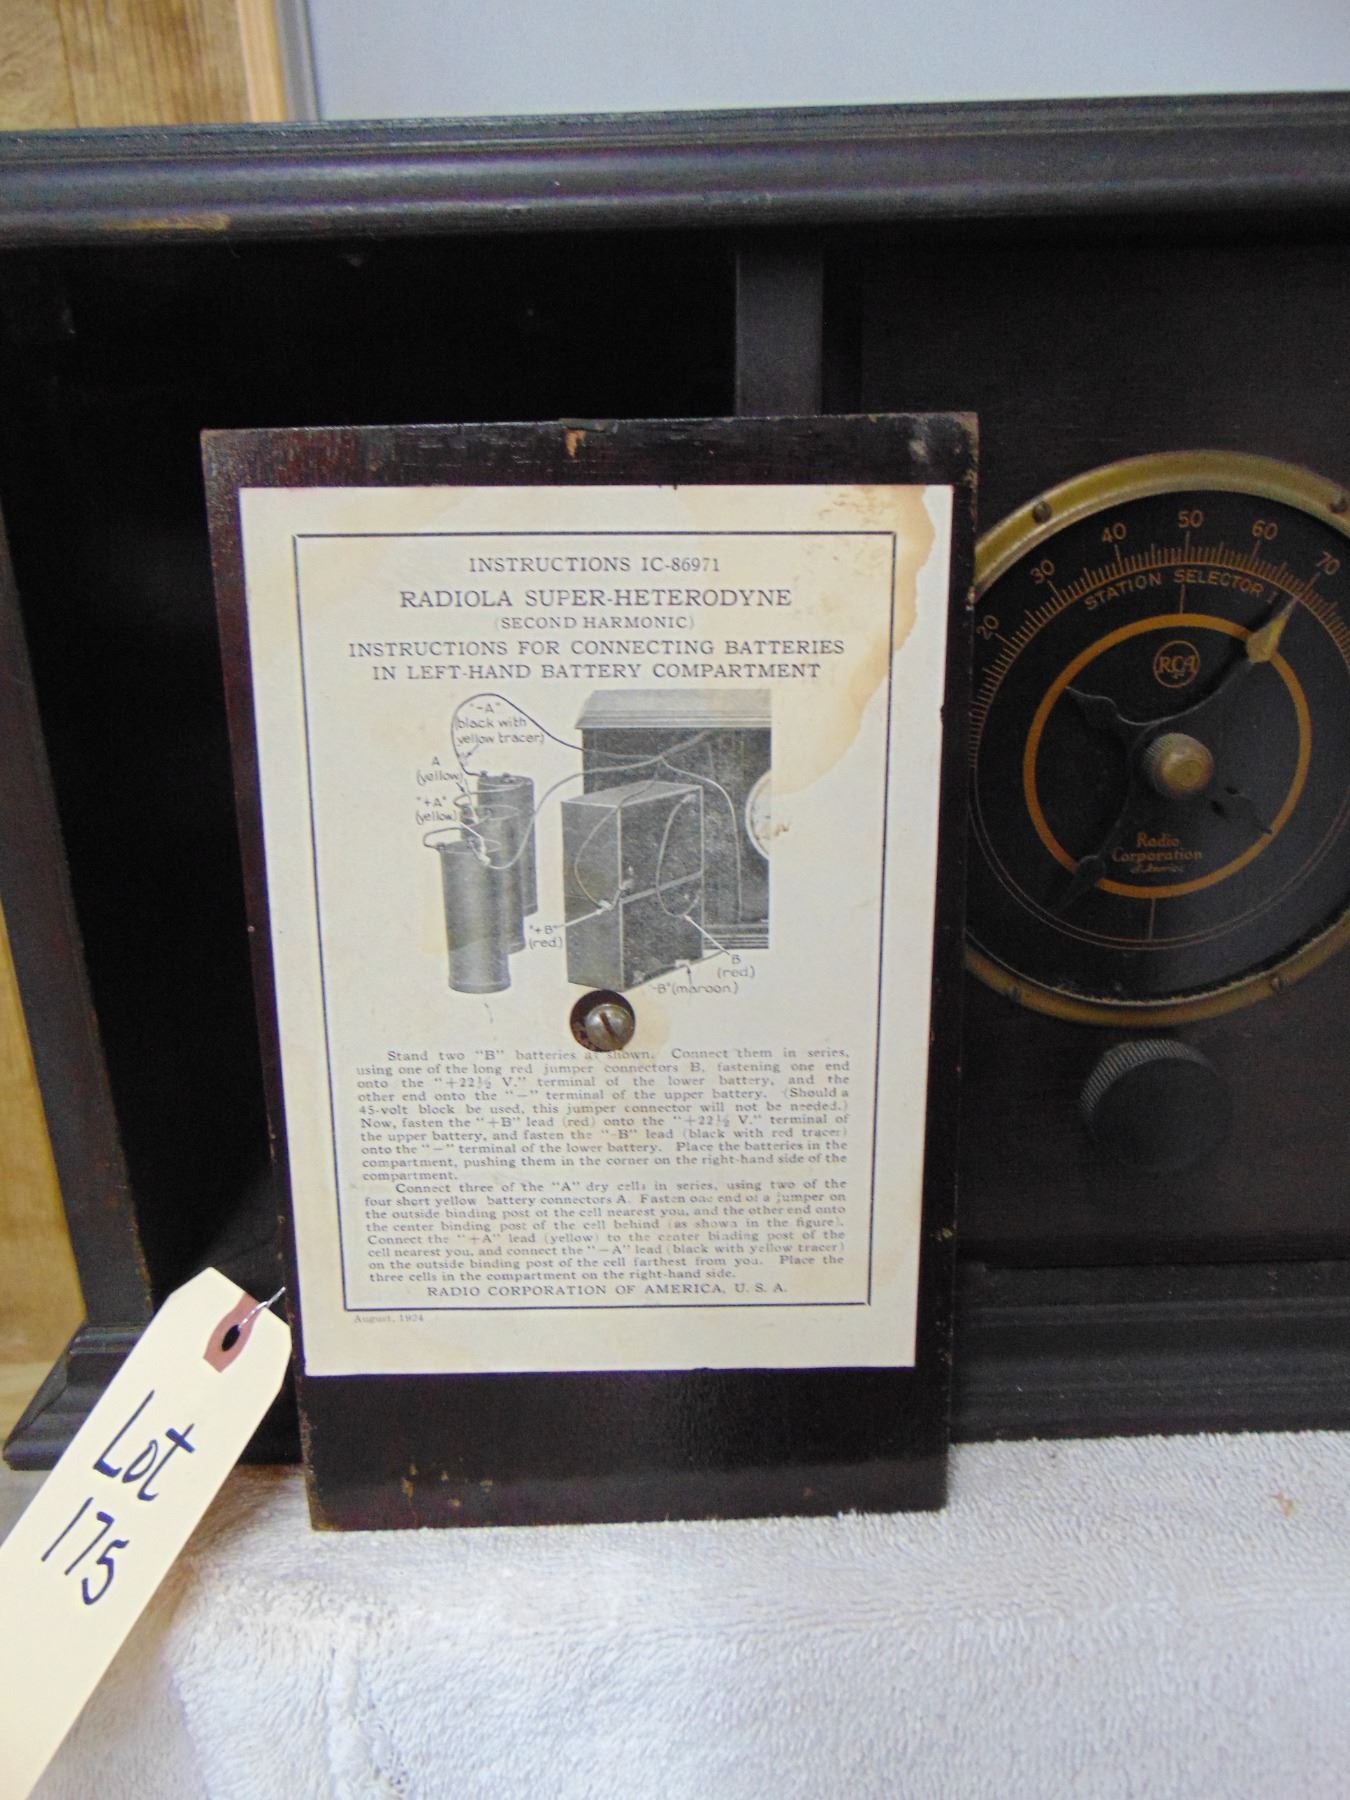 INSTRUCTIONS IC-86971
RADIOLA SUPER-HETERODYNE
(SECOND HARMONIC)
INSTRUCTIONS FOR CONNECTING BATTERIES
IN LEFT-HAND BATTERY COMPARTMENT
"-A"
black with
yellow tracer)
A
(yellow)
"+A"
(yellow)
"+B"
(red)
B
(red)
"-B" (maroon)
Stand two "B" batteries as shown. Connect them in series,
using one of the long red jumper connectors B, fastening one end
onto the "+22½ V." terminal of the lower battery, and the
other end onto the "—" terminal of the upper battery. (Should a
45-volt block be used, this jumper connector will not be needed.)
Now, fasten the "+B" lead (red) onto the "+22½ V." terminal of
the upper battery, and fasten the "-B" lead (black with red tracer)
onto the "—" terminal of the lower battery. Place the batteries in the
compartment, pushing them in the corner on the right-hand side of the
compartment.
Connect three of the "A" dry cells in series, using two of the
four short yellow battery connectors A. Fasten one end of a jumper on
the outside binding post of the cell nearest you, and the other end onto
the center binding post of the cell behind (as shown in the figure).
Connect the "+A" lead (yellow) to the center binding post of the
cell nearest you, and connect the "—A" lead (black with yellow tracer)
on the outside binding post of the cell farthest from you. Place the
three cells in the compartment on the right-hand side.
RADIO CORPORATION OF AMERICA, U. S. A.
August, 1924
20 30 40 50 60 70
STATION SELECTOR I
RCA
Radio
Corporation
of America
Lot
175